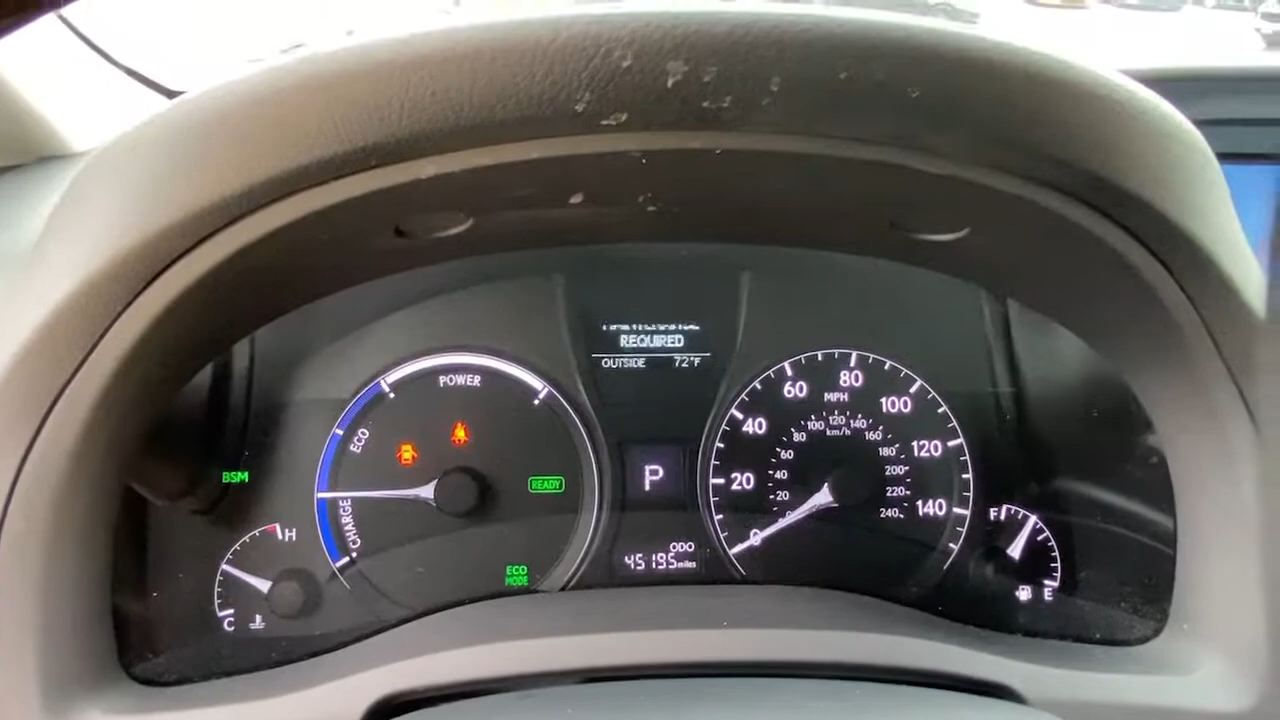 REQUIRED
OUTSIDE 72°F
POWER
ECO
CHARGE
READY
ECO
MODE
BSM
H
C
P
ODO
45195 miles
MPH
0
20
40
60
80
100
120
140
km/h
20
40
60
80
100
120
140
160
180
200
220
240
F
E